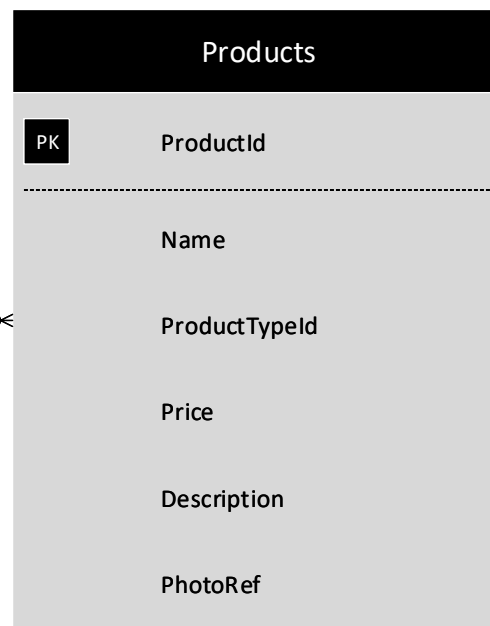 Products
PK ProductId
Name
ProductTypeId
Price
Description
PhotoRef